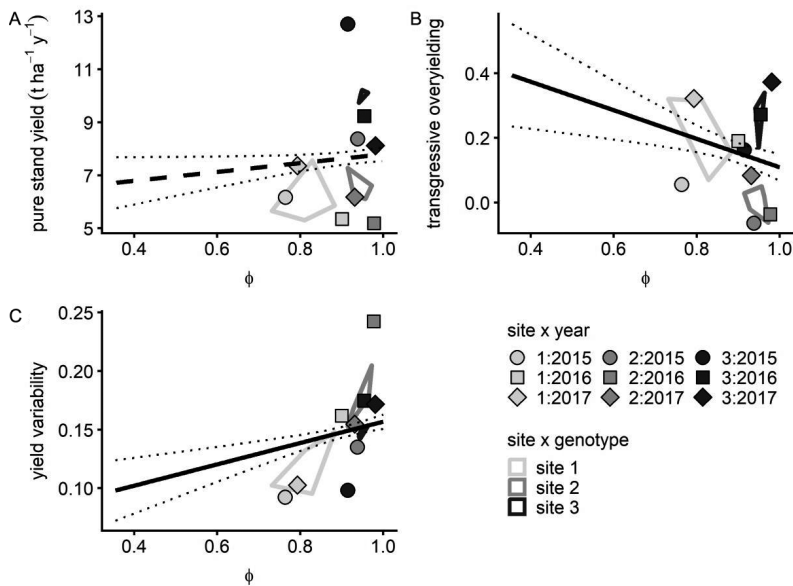 A
pure stand yield (t ha⁻¹ y⁻¹)
13
11
9
7
5
0.4 0.6 0.8 1.0
ϕ
B
transgressive overyielding
0.4
0.2
0.0
0.4 0.6 0.8 1.0
ϕ
C
yield variability
0.25
0.20
0.15
0.10
0.4 0.6 0.8 1.0
ϕ
site x year
1:2015 2:2015 3:2015
1:2016 2:2016 3:2016
1:2017 2:2017 3:2017
site x genotype
site 1
site 2
site 3